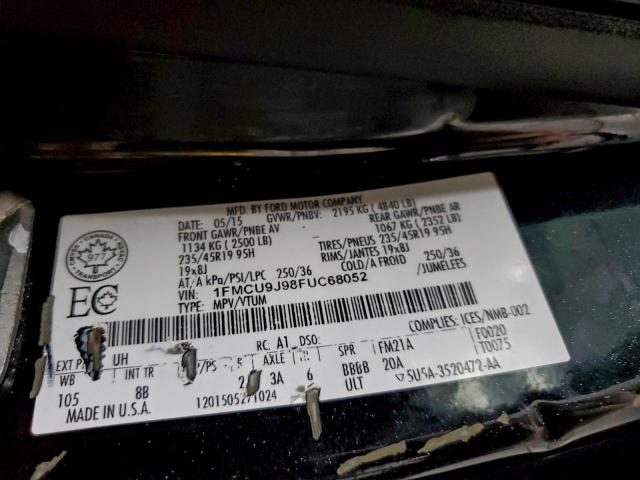 MFD. BY FORD MOTOR COMPANY
05/15 GVWR/PNBV: 2195 KG ( 4840 LB)
FRONT GAWR/PNBE AV REAR GAWR/PNBE AR
1134 KG ( 2500 LB) 1067 KG ( 2352 LB)
235/45R19 95H TIRES/PNEUS 235/45R19 95H
19x8J RIMS/JANTES 19x8J
AT/A kPa/PSI/LPC 250/36 COLD/A FROID 250/36
VIN: 1FMCU9J98FUC68052 /JUMELEES
TYPE: MPV/VTUM
CANADA
977
EC
COMPLIES: ICES/NMB-002
RC: A1 DSO:
EXT UH FM21A F0020
WB INT TR /PS AXLE SPR 20A T0075
105 8B 3A 6 BBBB
ULT 5U5A-3520472-AA
MADE IN U.S.A.